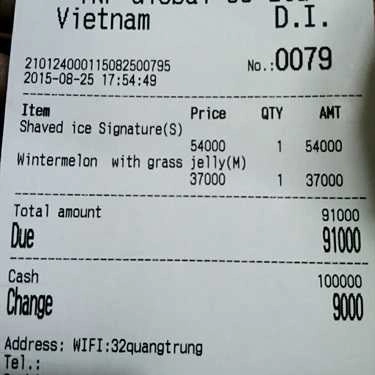 Vietnam D.I.
210124000115082500795 No.:0079
2015-08-25 17:54:49
Item Price QTY AMT
Shaved ice Signature(S)
54000 1 54000
Wintermelon with grass jelly(M)
37000 1 37000
Total amount 91000
Due 91000
Cash 100000
Change 9000
Address: WIFI:32quangtrung
Tel.: